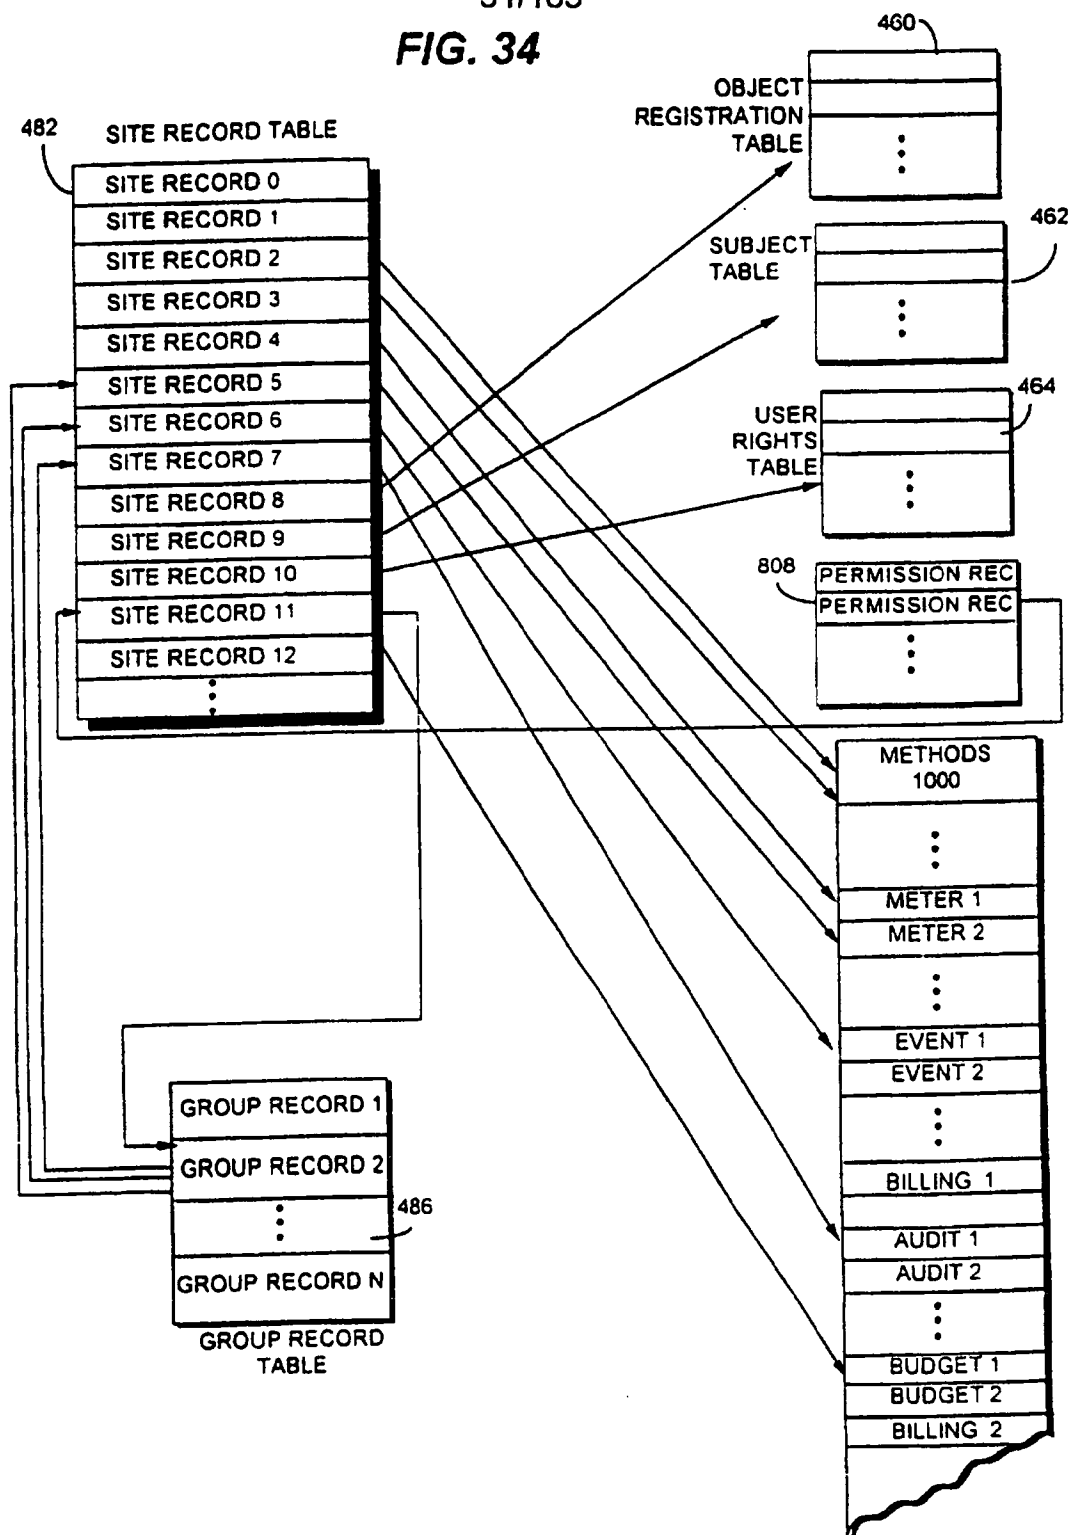 FIG. 34
482
SITE RECORD TABLE
SITE RECORD 0
SITE RECORD 1
SITE RECORD 2
SITE RECORD 3
SITE RECORD 4
SITE RECORD 5
SITE RECORD 6
SITE RECORD 7
SITE RECORD 8
SITE RECORD 9
SITE RECORD 10
SITE RECORD 11
SITE RECORD 12
460
OBJECT
REGISTRATION
TABLE
462
SUBJECT
TABLE
464
USER
RIGHTS
TABLE
808
PERMISSION REC
PERMISSION REC
METHODS
1000
METER 1
METER 2
EVENT 1
EVENT 2
BILLING 1
AUDIT 1
AUDIT 2
BUDGET 1
BUDGET 2
BILLING 2
GROUP RECORD 1
GROUP RECORD 2
486
GROUP RECORD N
GROUP RECORD
TABLE